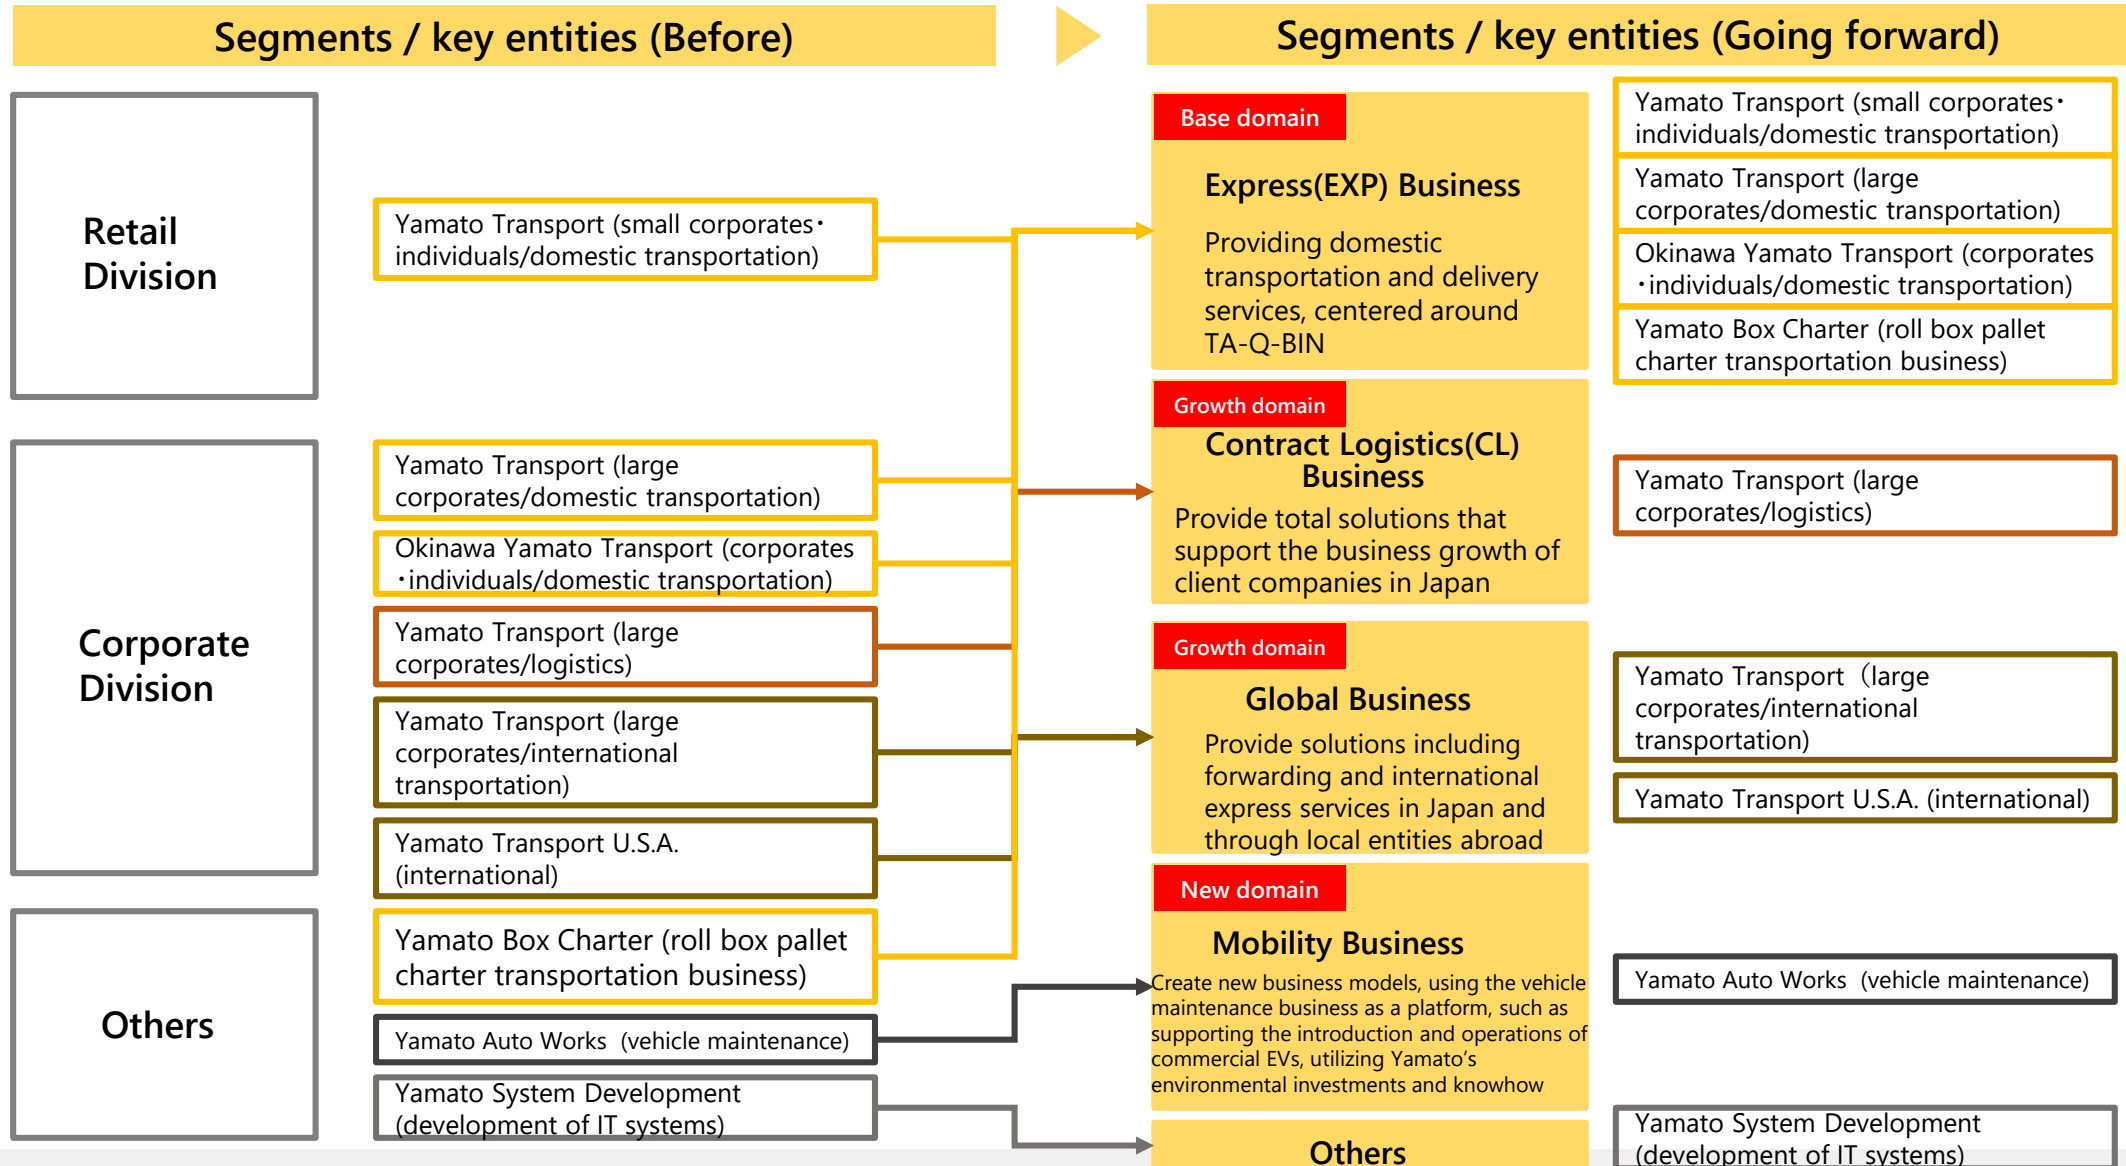 Segments / key entities (Before)
Segments / key entities (Going forward)
Retail
Division
Yamato Transport (small corporates・
individuals/domestic transportation)
Corporate
Division
Yamato Transport (large
corporates/domestic transportation)
Okinawa Yamato Transport (corporates
・individuals/domestic transportation)
Yamato Transport (large
corporates/logistics)
Yamato Transport (large
corporates/international
transportation)
Yamato Transport U.S.A.
(international)
Others
Yamato Box Charter (roll box pallet
charter transportation business)
Yamato Auto Works (vehicle maintenance)
Yamato System Development
(development of IT systems)
Base domain
Express(EXP) Business
Providing domestic
transportation and delivery
services, centered around
TA-Q-BIN
Yamato Transport (small corporates・
individuals/domestic transportation)
Yamato Transport (large
corporates/domestic transportation)
Okinawa Yamato Transport (corporates
・individuals/domestic transportation)
Yamato Box Charter (roll box pallet
charter transportation business)
Growth domain
Contract Logistics(CL)
Business
Provide total solutions that
support the business growth of
client companies in Japan
Yamato Transport (large
corporates/logistics)
Growth domain
Global Business
Provide solutions including
forwarding and international
express services in Japan and
through local entities abroad
Yamato Transport（large
corporates/international
transportation)
Yamato Transport U.S.A. (international)
New domain
Mobility Business
Create new business models, using the vehicle
maintenance business as a platform, such as
supporting the introduction and operations of
commercial EVs, utilizing Yamato's
environmental investments and knowhow
Yamato Auto Works (vehicle maintenance)
Others
Yamato System Development
(development of IT systems)